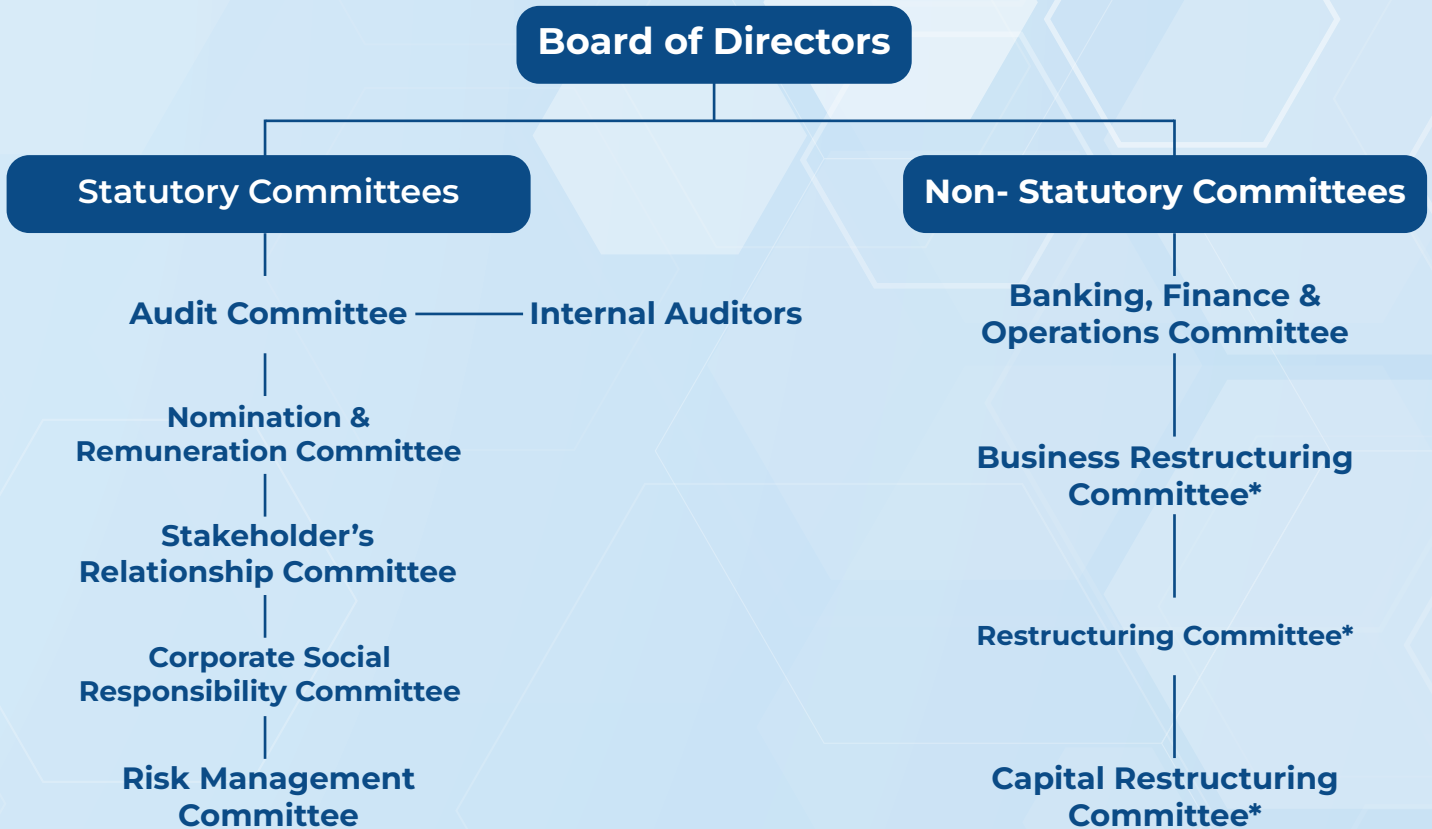 Board of Directors
Statutory Committees
Non- Statutory Committees
Audit Committee
Internal Auditors
Nomination &
Remuneration Committee
Stakeholder’s
Relationship Committee
Corporate Social
Responsibility Committee
Risk Management
Committee
Banking, Finance &
Operations Committee
Business Restructuring
Committee*
Restructuring Committee*
Capital Restructuring
Committee*